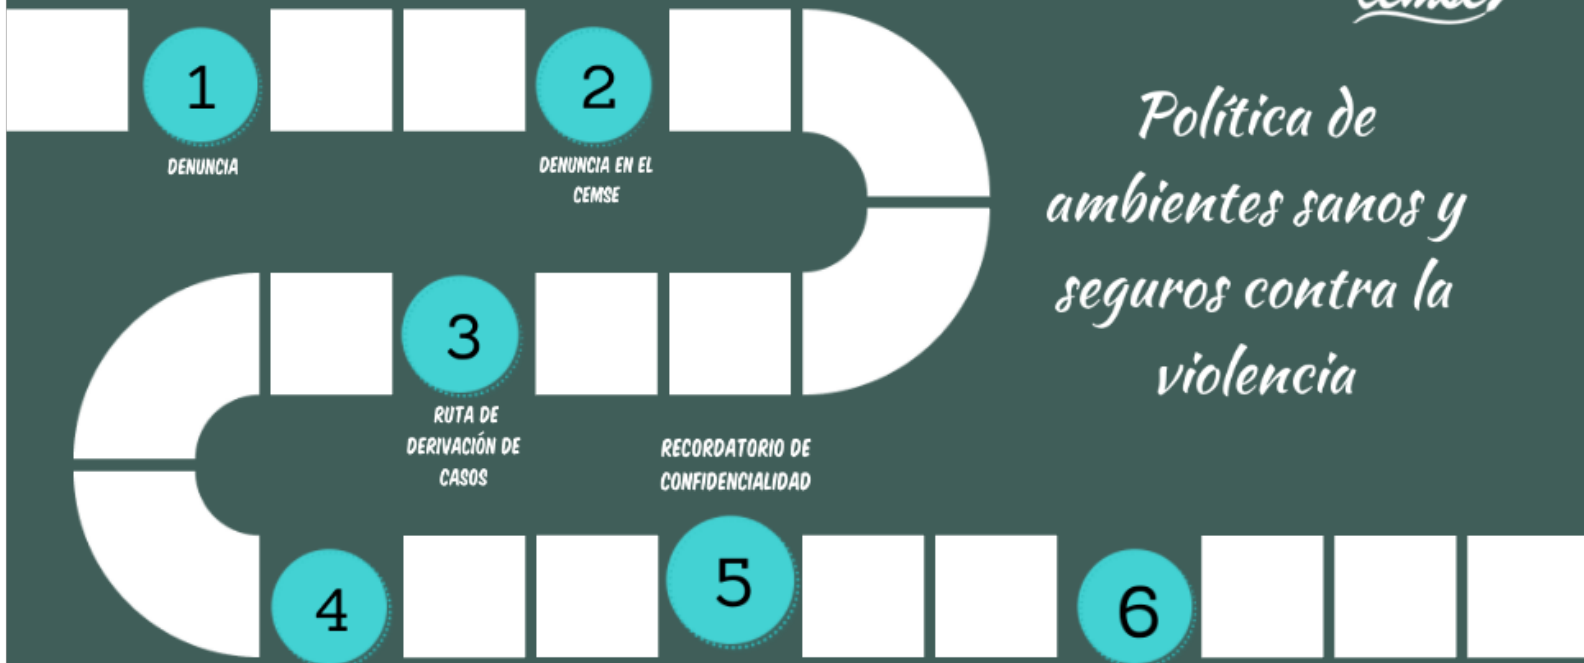 cemse
Política de
ambientes sanos y
seguros contra la
violencia
1
DENUNCIA
2
DENUNCIA EN EL
CEMSE
3
RUTA DE
DERIVACIÓN DE
CASOS
4
RECORDATORIO DE
CONFIDENCIALIDAD
5
6